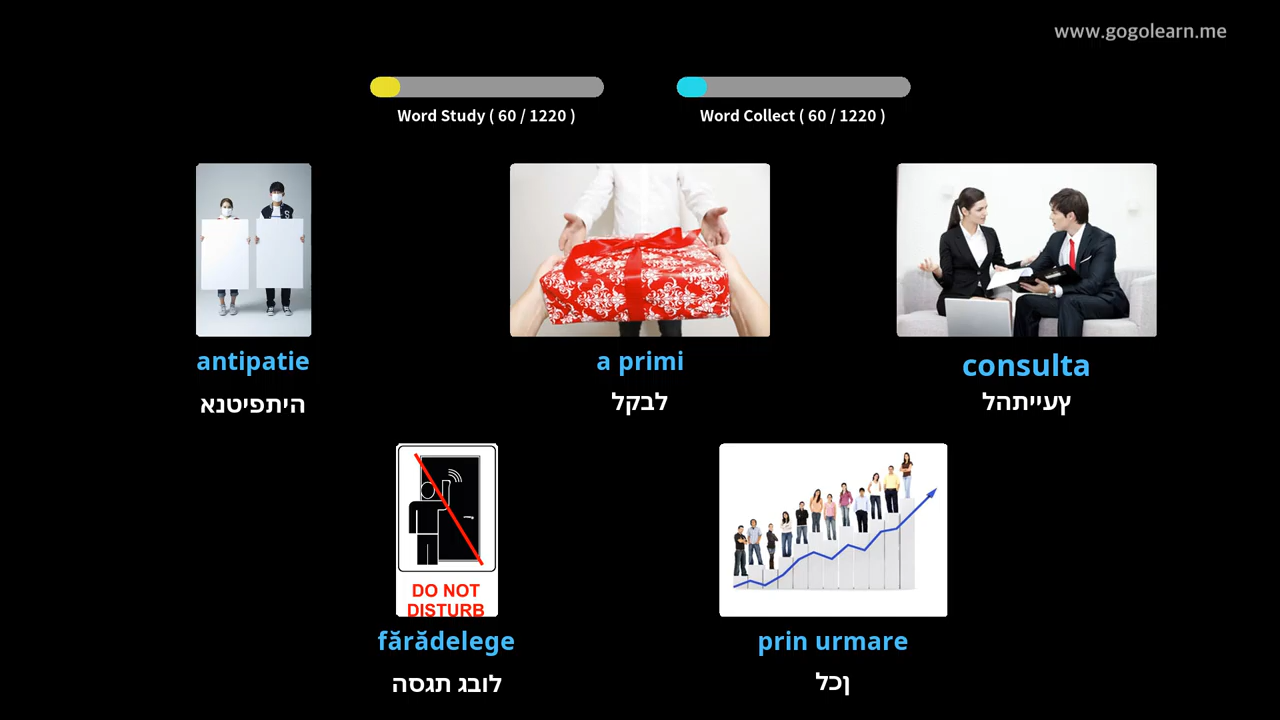 www.gogolearn.me
Word Study ( 60 / 1220 )
Word Collect ( 60 / 1220 )
antipatie
היתפיטנא
a primi
לבקל
consulta
ץעייתהל
DO NOT
DISTURB
fărădelege
לובג תגסה
prin urmare
ןכל